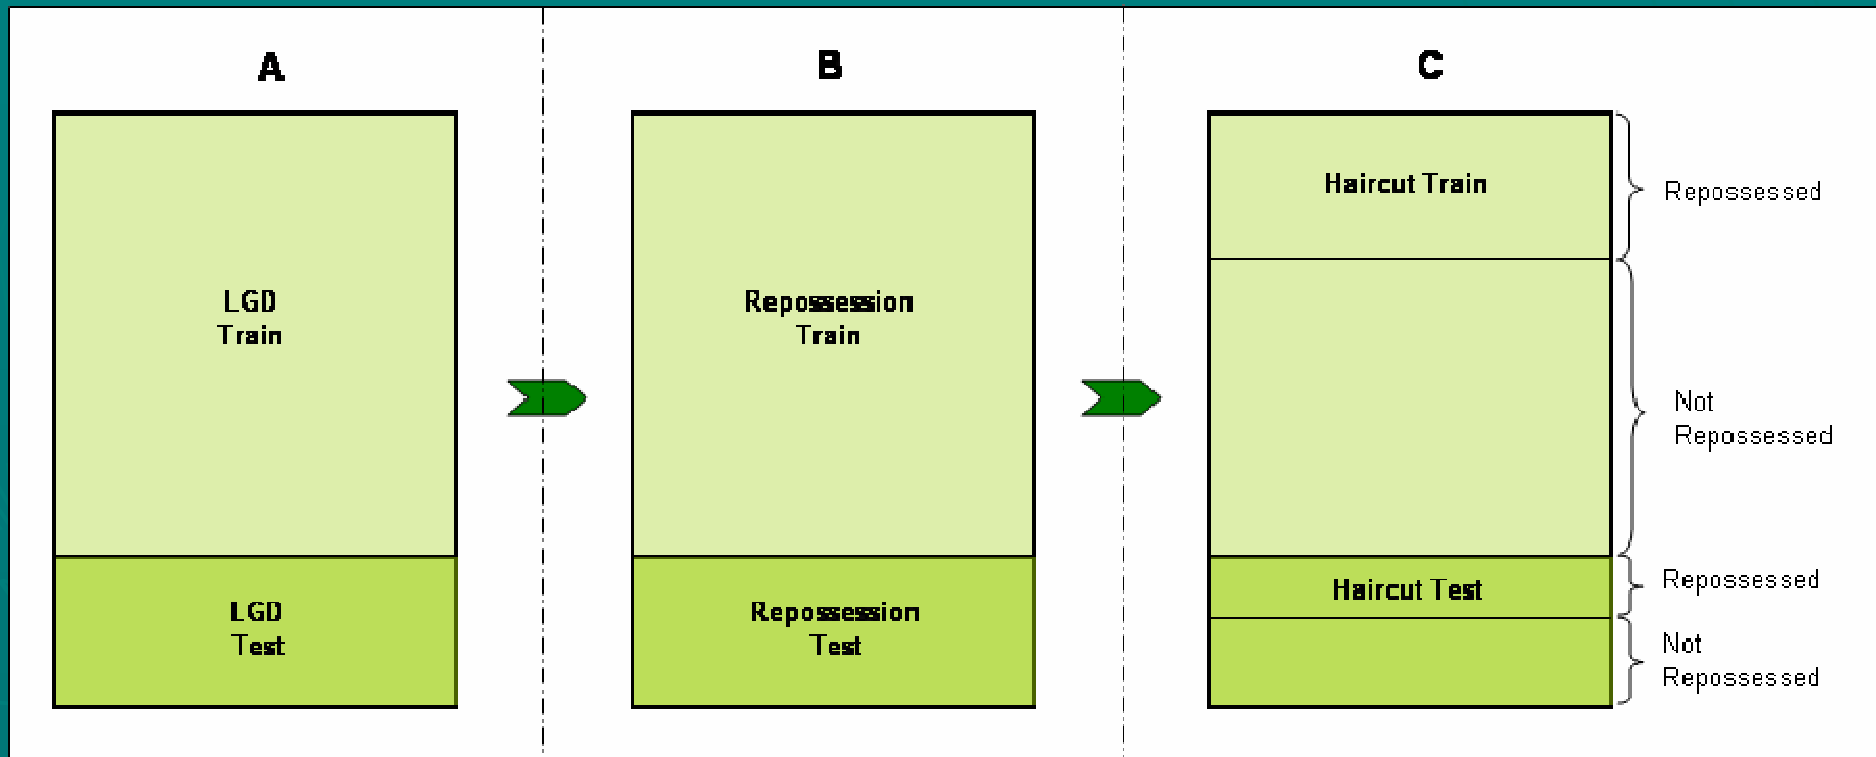 A
B
C
LGD
Train
LGD
Test
Repossession
Train
Repossession
Test
Haircut Train
Haircut Test
Repossessed
Not
Repossessed
Repossessed
Not
Repossessed